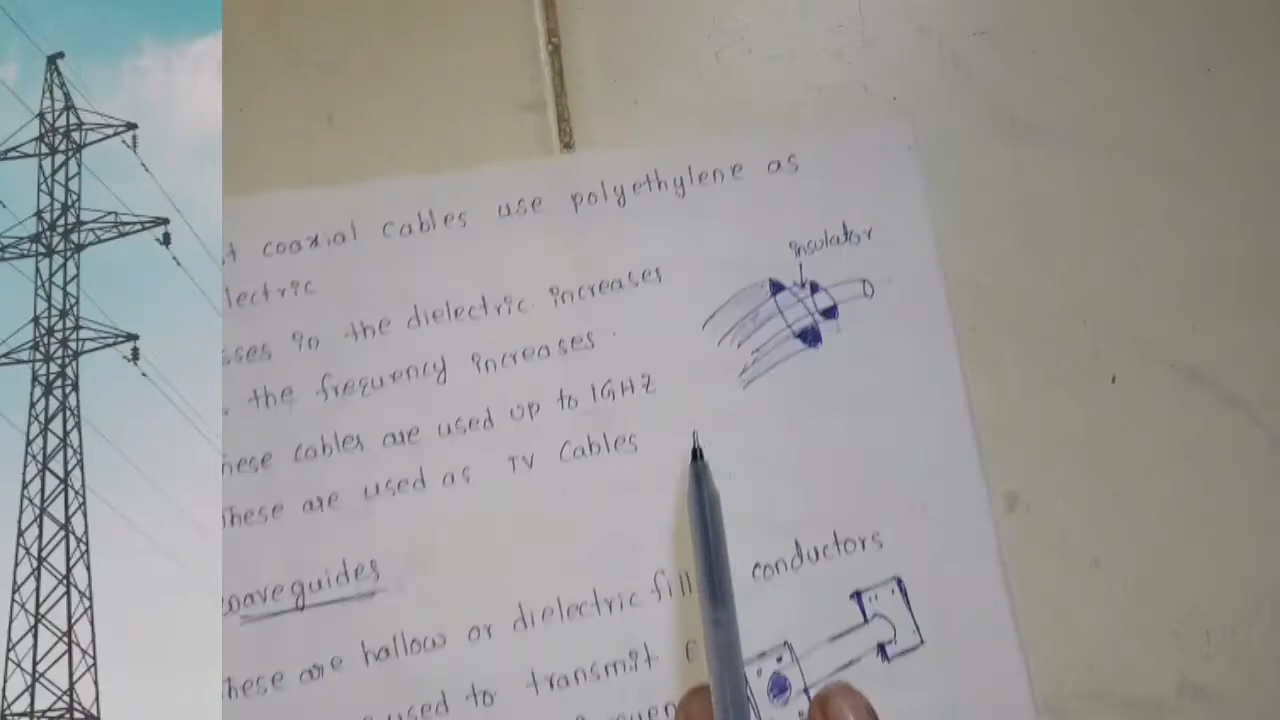 coaxial cables use polyethylene as
lectric
insulator
sses in the dielectric increases
the frequency increases.
hese cables are used up to 1GHZ
These are used as TV cables
waveguides
conductors
These are hallow or dielectric fill
used to transmit